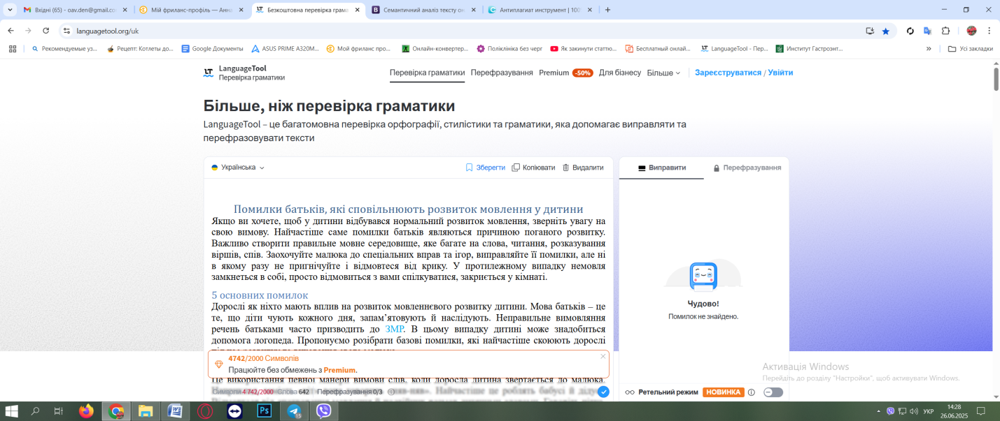 Вхідні (65) - oav.den@gmail.co
Мій фриланс-профіль — Анна
Безкоштовна перевірка грама
Семантичний аналіз тексту он
Антиплагиат инструмент | 100
languagetool.org/uk
Рекомендуемые уз...
Рецепт: Котлеты до...
Google Документы
ASUS PRIME A320M...
Мой фриланс про...
Онлайн-конвертер...
Поліклініка без черг
Як закинути статтю...
Бесплатный онлай...
LanguageTool - Пер...
Институт Гастроэнт...
Усі закладки
LanguageTool
Перевірка граматики
Перевірка граматики Перефразування Premium -50% Для бізнесу Більше
Зареєструватися / Увійти
Більше, ніж перевірка граматики
LanguageTool – це багатомовна перевірка орфографії, стилістики та граматики, яка допомагає виправляти та
перефразовувати тексти
Українська
Зберегти Копіювати Видалити
Виправити Перефразування
Помилки батьків, які сповільнюють розвиток мовлення у дитини
Якщо ви хочете, щоб у дитини відбувався нормальний розвиток мовлення, зверніть увагу на
свою вимову. Найчастіше саме помилки батьків являються причиною поганого розвитку.
Важливо створити правильне мовне середовище, яке багате на слова, читання, розказування
віршів, спів. Заохочуйте малюка до спеціальних вправ та ігор, виправляйте її помилки, але ні
в якому разу не пригнічуйте і відмовтеся від крику. У протилежному випадку немовля
замкнеться в собі, просто відмовиться з вами спілкуватися, закриється у кімнаті.
5 основних помилок
Дорослі як ніхто мають вплив на розвиток мовленнєвого розвитку дитини. Мова батьків – це
те, що діти чують кожного дня, запам’ятовують й наслідують. Неправильне вимовляння
речень батьками часто призводить до ЗМР. В цьому випадку дитині може знадобиться
допомога логопеда. Пропонуємо розібрати базові помилки, які найчастіше скоюють дорослі
4742/2000 Символів
Працюйте без обмежень з Premium.
Це використання певної манери вимови слів, коли доросла дитина звертається до малюка.
Символи 4 742/2000 Слова 642 Перефразування 0/3
Чудово!
Помилок не знайдено.
Активація Windows
Перейдіть до розділу "Настройки", щоб активувати Windows.
Ретельний режим НОВИНКА
15
УКР
14:28
26.06.2025